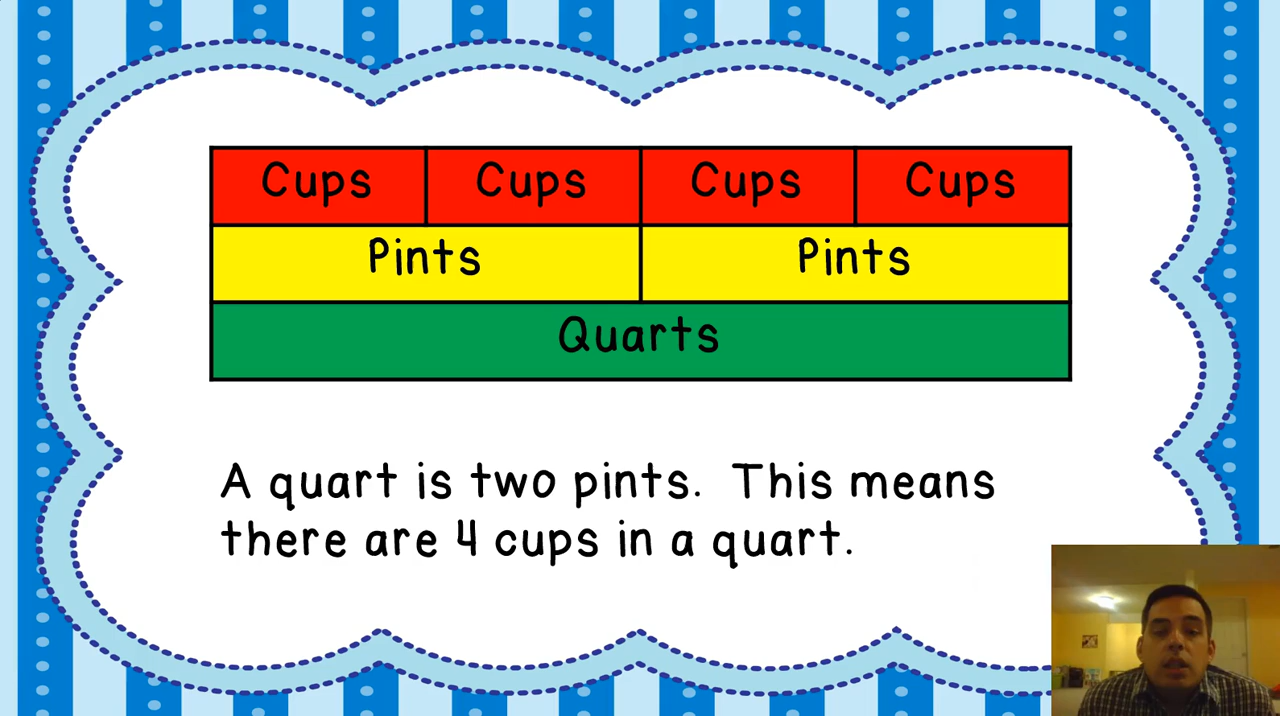 Cups Cups Cups Cups
Pints Pints
Quarts
A quart is two pints. This means
there are 4 cups in a quart.